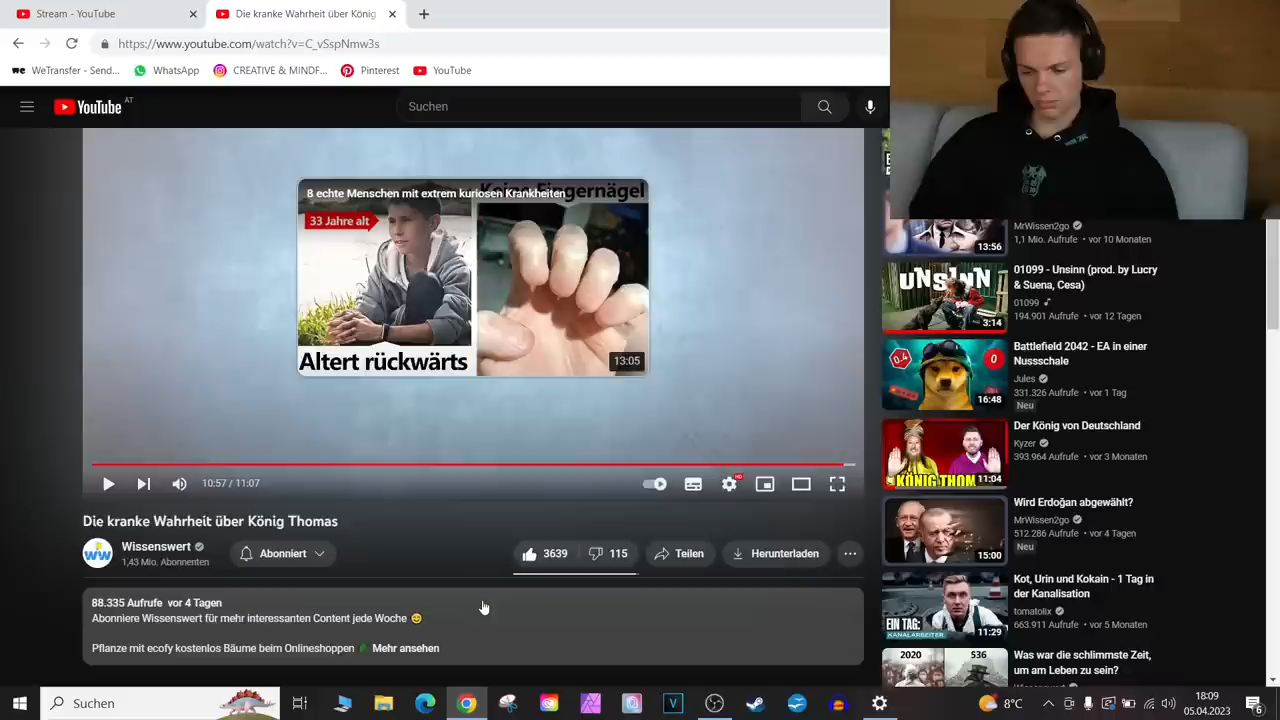 Stream - YouTube
Die kranke Wahrheit über König
https://www.youtube.com/watch?v=C_vSspNmw3s
WeTransfer - Send...
WhatsApp
CREATIVE & MINDF...
Pinterest
YouTube
YouTube AT
Suchen
8 echte Menschen mit extrem kuriosen Krankheiten
Keine Fingernägel
33 Jahre alt
Altert rückwärts
13:05
10:57 / 11:07
HD
Die kranke Wahrheit über König Thomas
Wissenswert
1,43 Mio. Abonnenten
Abonniert
3639
115
Teilen
Herunterladen
88.335 Aufrufe vor 4 Tagen
Abonniere Wissenswert für mehr interessanten Content jede Woche 😄
Pflanze mit ecofy kostenlos Bäume beim Onlineshoppen
Mehr ansehen
MrWissen2go
1,1 Mio. Aufrufe • vor 10 Monaten
13:56
UNSINN
3:14
01099 - Unsinn (prod. by Lucry
& Suena, Cesa)
01099
194.901 Aufrufe • vor 12 Tagen
0.4
0
16:48
Battlefield 2042 - EA in einer
Nussschale
Jules
331.326 Aufrufe • vor 1 Tag
Neu
KÖNIG THOM
11:04
Der König von Deutschland
Kyzer
393.964 Aufrufe • vor 3 Monaten
15:00
Wird Erdoğan abgewählt?
MrWissen2go
512.286 Aufrufe • vor 4 Tagen
Neu
EIN TAG:
KANALARBEITER
11:29
Kot, Urin und Kokain - 1 Tag in
der Kanalisation
tomatolix
663.911 Aufrufe • vor 5 Monaten
2020
536
Was war die schlimmste Zeit,
um am Leben zu sein?
Suchen
8°C
18:09
05.04.2023
6